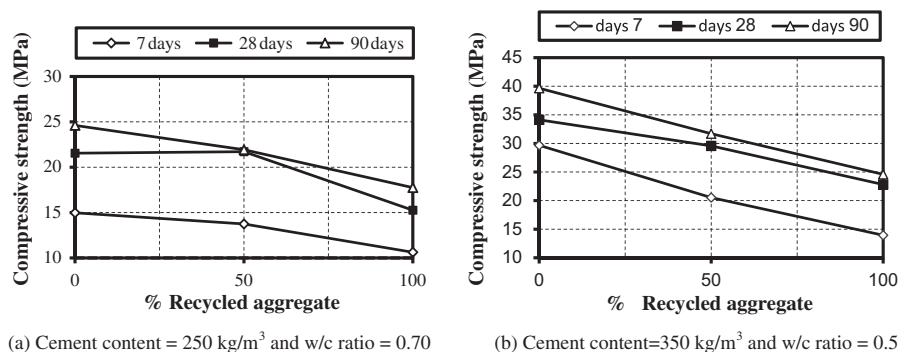 7 days 28 days 90 days
Compressive strength (MPa)
30
25
20
15
10
0 50 100
% Recycled aggregate
(a) Cement content = 250 kg/m³ and w/c ratio = 0.70
days 7 days 28 days 90
Compressive strength (MPa)
45
40
35
30
25
20
15
10
0 50 100
% Recycled aggregate
(b) Cement content=350 kg/m³ and w/c ratio = 0.5